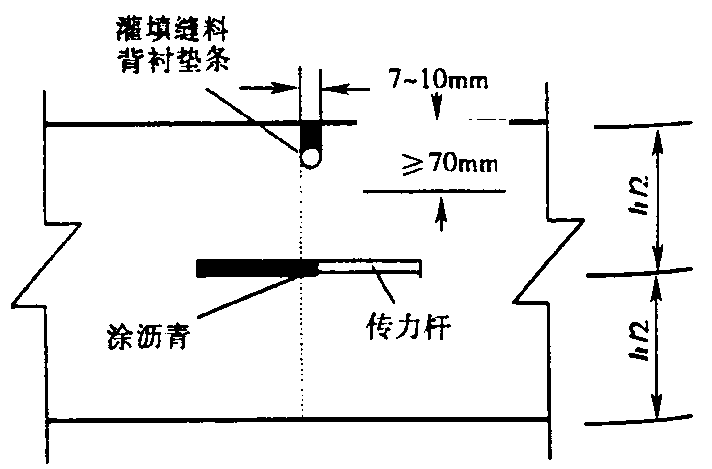 灌填缝料
背衬垫条
7~10mm
≥70mm
h/2
涂沥青
传力杆
h/2